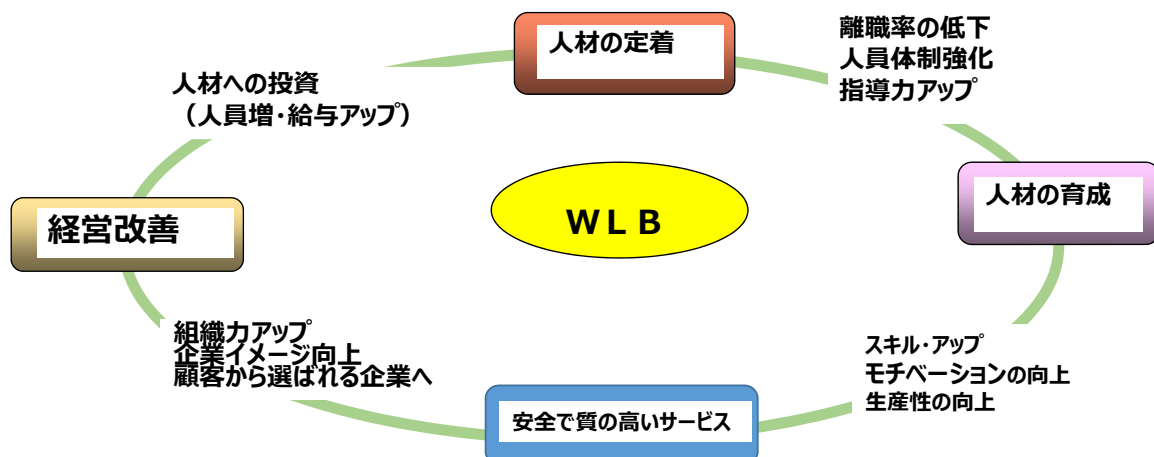 人材の定着
離職率の低下
人員体制強化
指導力アップ
人材への投資
（人員増・給与アップ）
人材の育成
WLB
経営改善
組織力アップ
企業イメージ向上
顧客から選ばれる企業へ
スキル・アップ
モチベーションの向上
生産性の向上
安全で質の高いサービス